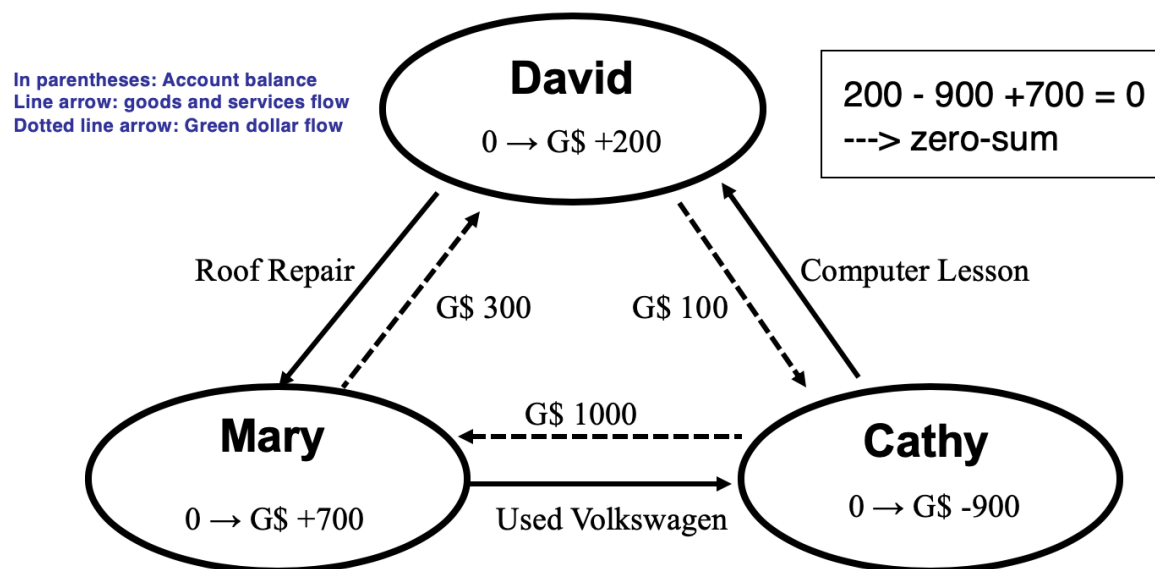 David
In parentheses: Account balance
Line arrow: goods and services flow
Dotted line arrow: Green dollar flow
0 → G$ +200
200 - 900 +700 = 0
---> zero-sum
Roof Repair
G$ 300
G$ 100
Computer Lesson
G$ 1000
Mary
0 → G$ +700
Used Volkswagen
Cathy
0 → G$ -900